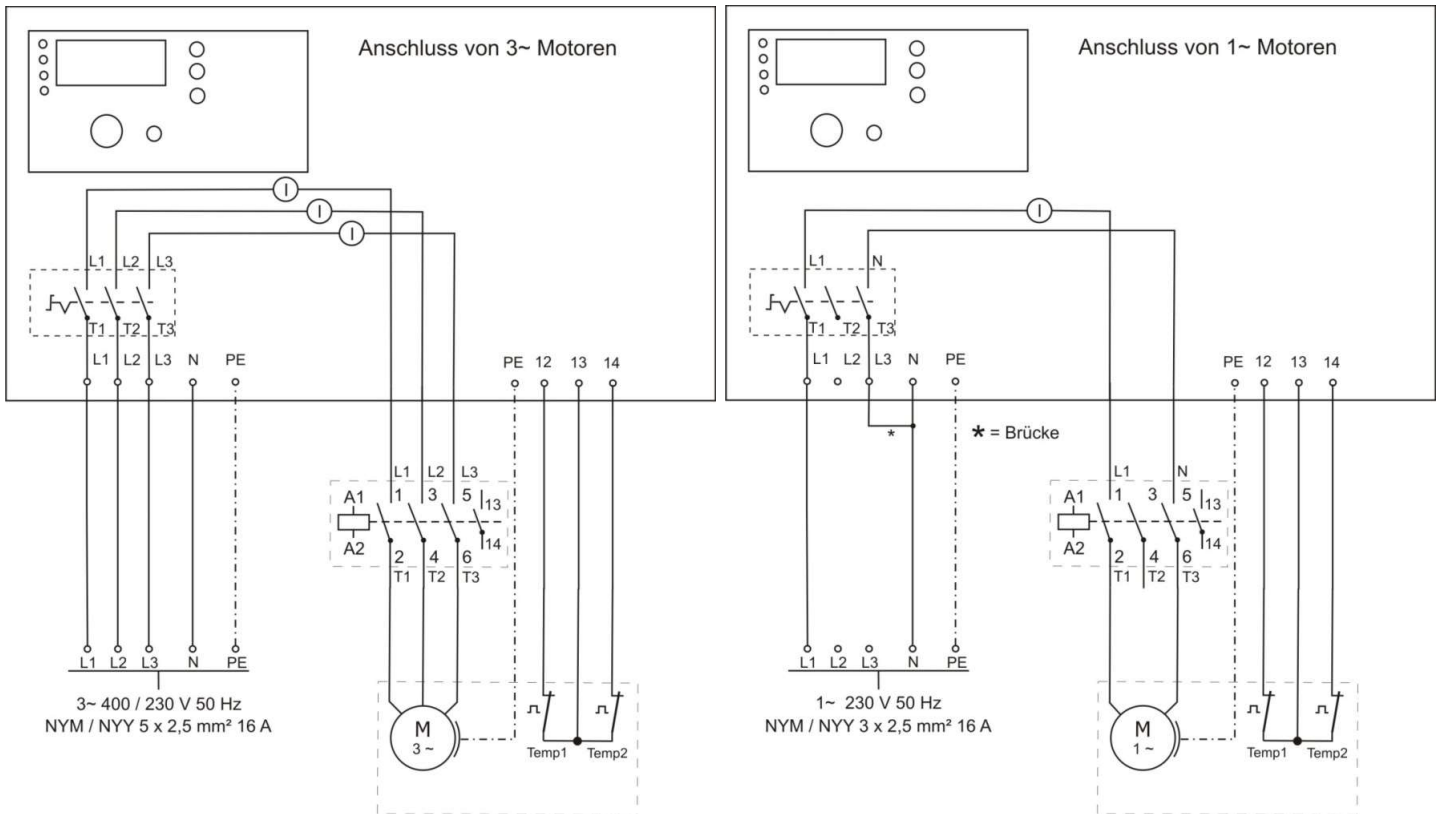 Anschluss von 3~ Motoren
I
I
I
L1 L2 L3
T1 T2 T3
L1 L2 L3 N PE
PE 12 13 14
L1 L2 L3
A1 1 3 5 13
A2 2 4 6 14
T1 T2 T3
L1 L2 L3 N PE
3~ 400 / 230 V 50 Hz
NYM / NYY 5 x 2,5 mm² 16 A
M
3 ~
Temp1 Temp2
Anschluss von 1~ Motoren
I
L1 N
T1 T2 T3
L1 L2 L3 N PE
PE 12 13 14
*
* = Brücke
L1 N
A1 1 3 5 13
A2 2 4 6 14
T1 T2 T3
L1 L2 L3 N PE
1~ 230 V 50 Hz
NYM / NYY 3 x 2,5 mm² 16 A
M
1 ~
Temp1 Temp2